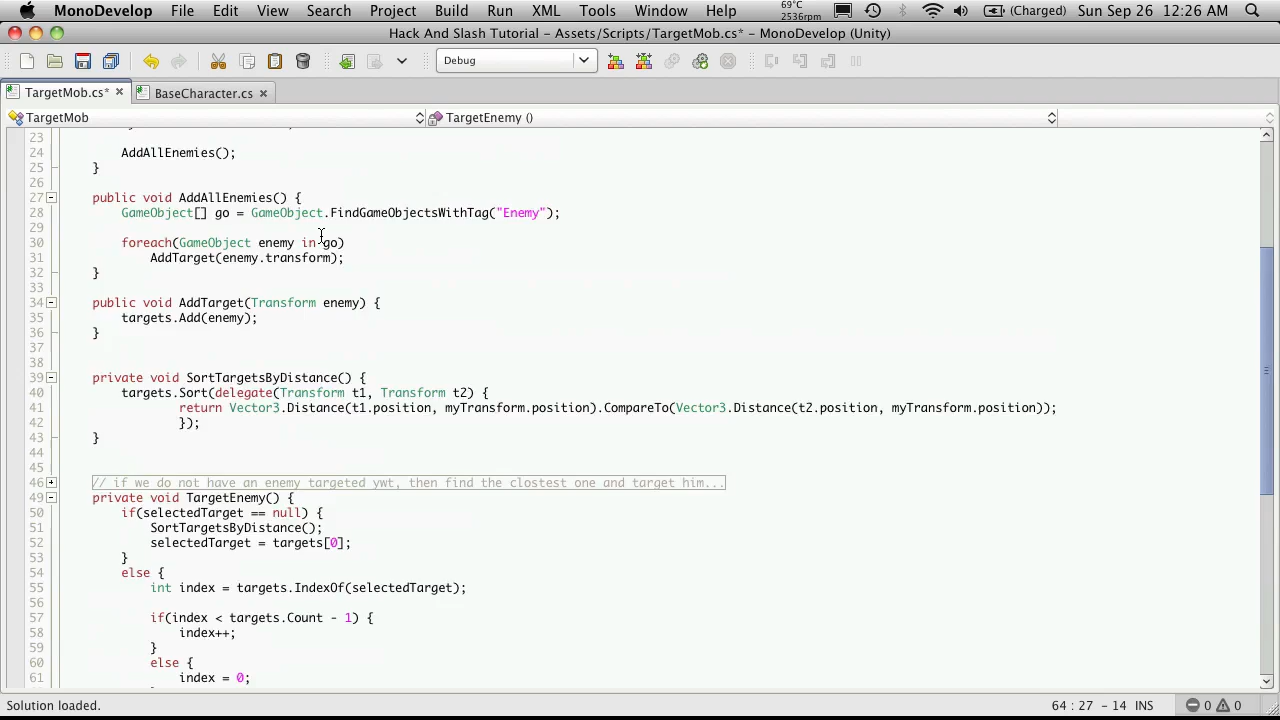 MonoDevelop File Edit View Search Project Build Run XML Tools Window Help 69°C 2536rpm (Charged) Sun Sep 26 12:26 AM
Hack And Slash Tutorial - Assets/Scripts/TargetMob.cs* - MonoDevelop (Unity)
Debug
TargetMob.cs* BaseCharacter.cs
TargetMob TargetEnemy ()
23
24 AddAllEnemies();
25 }
26
27 public void AddAllEnemies() {
28 GameObject[] go = GameObject.FindGameObjectsWithTag("Enemy");
29
30 foreach(GameObject enemy in go)
31 AddTarget(enemy.transform);
32 }
33
34 public void AddTarget(Transform enemy) {
35 targets.Add(enemy);
36 }
37
38
39 private void SortTargetsByDistance() {
40 targets.Sort(delegate(Transform t1, Transform t2) {
41 return Vector3.Distance(t1.position, myTransform.position).CompareTo(Vector3.Distance(t2.position, myTransform.position));
42 });
43 }
44
45
46 // if we do not have an enemy targeted ywt, then find the clostest one and target him...
49 private void TargetEnemy() {
50 if(selectedTarget == null) {
51 SortTargetsByDistance();
52 selectedTarget = targets[0];
53 }
54 else {
55 int index = targets.IndexOf(selectedTarget);
56
57 if(index < targets.Count - 1) {
58 index++;
59 }
60 else {
61 index = 0;
Solution loaded. 64 : 27 - 14 INS 0 0